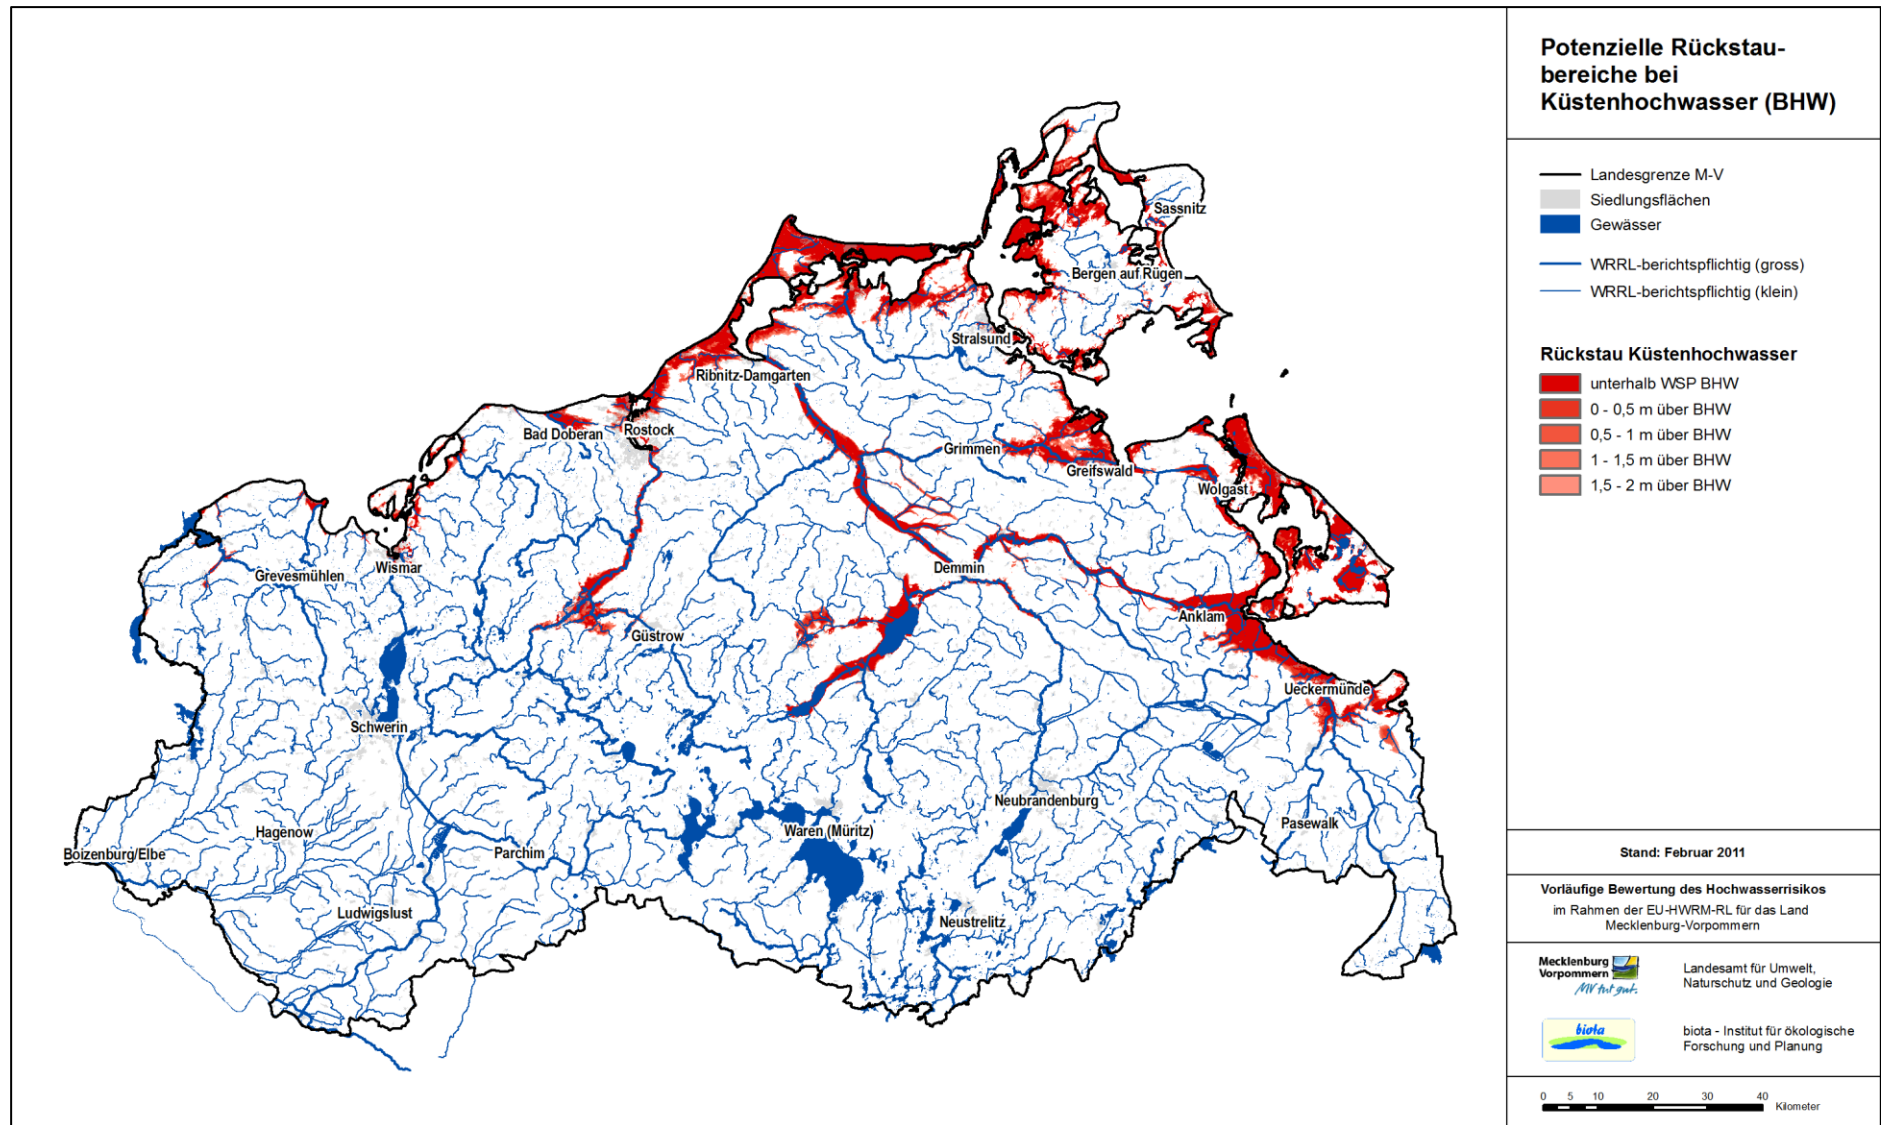 Potenzielle Rückstau-
bereiche bei
Küstenhochwasser (BHW)
Landesgrenze M-V
Siedlungsflächen
Gewässer
WRRL-berichtspflichtig (gross)
WRRL-berichtspflichtig (klein)
Rückstau Küstenhochwasser
unterhalb WSP BHW
0 - 0,5 m über BHW
0,5 - 1 m über BHW
1 - 1,5 m über BHW
1,5 - 2 m über BHW
Stand: Februar 2011
Vorläufige Bewertung des Hochwasserrisikos
im Rahmen der EU-HWRM-RL für das Land
Mecklenburg-Vorpommern
Mecklenburg
Vorpommern
MV tut gut.
Landesamt für Umwelt,
Naturschutz und Geologie
biota
biota - Institut für ökologische
Forschung und Planung
0 5 10 20 30 40
Kilometer
Sassnitz
Bergen auf Rügen
Stralsund
Ribnitz-Damgarten
Bad Doberan
Rostock
Grimmen
Greifswald
Wolgast
Wismar
Grevesmühlen
Demmin
Anklam
Güstrow
Ueckermünde
Schwerin
Neubrandenburg
Waren (Müritz)
Pasewalk
Hagenow
Boizenburg/Elbe
Parchim
Ludwigslust
Neustrelitz